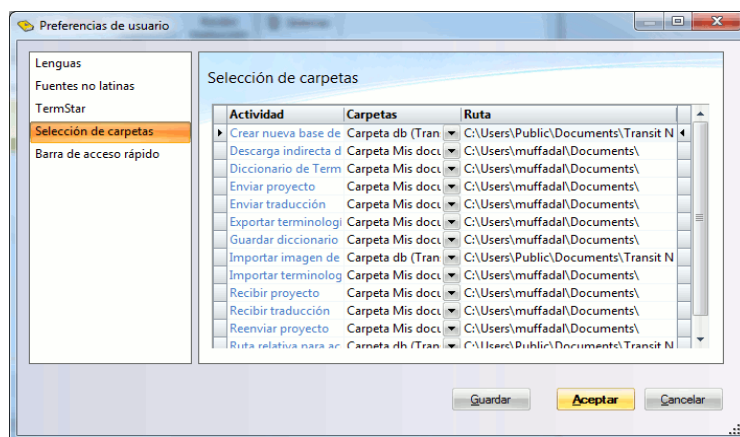 Preferencias de usuario
Lenguas
Fuentes no latinas
TermStar
Selección de carpetas
Barra de acceso rápido
Selección de carpetas
Actividad Carpetas Ruta
Crear nueva base de Carpeta db (Tran C:\Users\Public\Documents\Transit N
Descarga indirecta d Carpeta Mis docu C:\Users\muffadal\Documents\
Diccionario de Term Carpeta Mis docu C:\Users\muffadal\Documents\
Enviar proyecto Carpeta Mis docu C:\Users\muffadal\Documents\
Enviar traducción Carpeta Mis docu C:\Users\muffadal\Documents\
Exportar terminologi Carpeta Mis docu C:\Users\muffadal\Documents\
Guardar diccionario Carpeta Mis docu C:\Users\muffadal\Documents\
Importar imagen de Carpeta db (Tran C:\Users\Public\Documents\Transit N
Importar terminolog Carpeta Mis docu C:\Users\muffadal\Documents\
Recibir proyecto Carpeta Mis docu C:\Users\muffadal\Documents\
Recibir traducción Carpeta Mis docu C:\Users\muffadal\Documents\
Reenviar proyecto Carpeta Mis docu C:\Users\muffadal\Documents\
Ruta relativa para ac Carpeta db (Tran C:\Users\Public\Documents\Transit N
Guardar Aceptar Cancelar